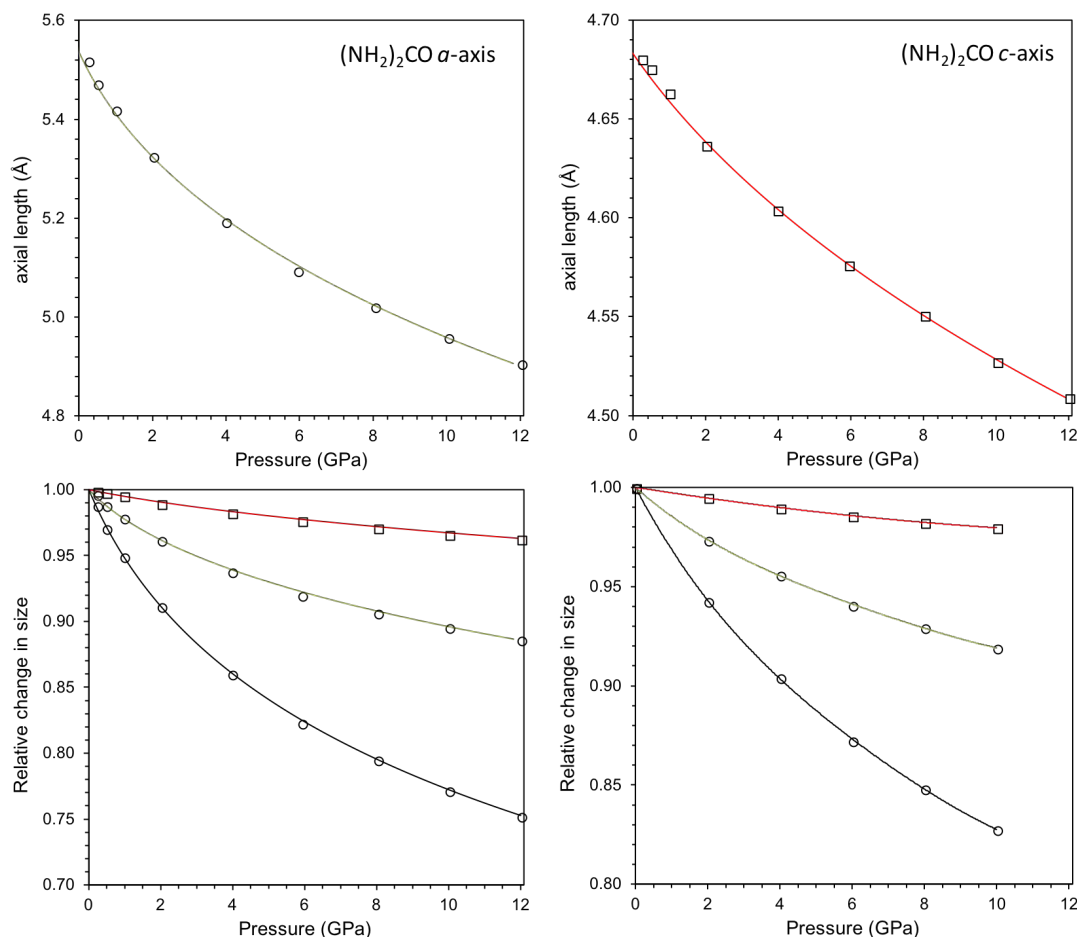 (NH2)2CO a-axis
5.6
5.4
5.2
5.0
4.8
axial length (Å)
0 2 4 6 8 10 12
Pressure (GPa)
(NH2)2CO c-axis
4.70
4.65
4.60
4.55
4.50
axial length (Å)
0 2 4 6 8 10 12
Pressure (GPa)
1.00
0.95
0.90
0.85
0.80
0.75
0.70
Relative change in size
0 2 4 6 8 10 12
Pressure (GPa)
1.00
0.95
0.90
0.85
0.80
Relative change in size
0 2 4 6 8 10 12
Pressure (GPa)